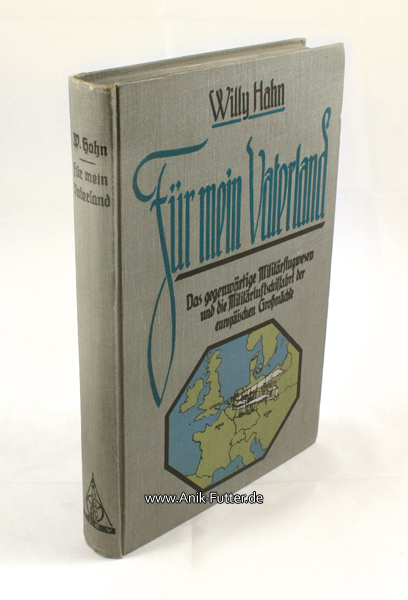 Willy Hahn
Für mein Vaterland
Das gegenwärtige Militärflugwesen
und die Militärluftschiffahrt der
europäischen Großmächte
W. Hahn
Für mein
Vaterland
www.Anik-Futter.de